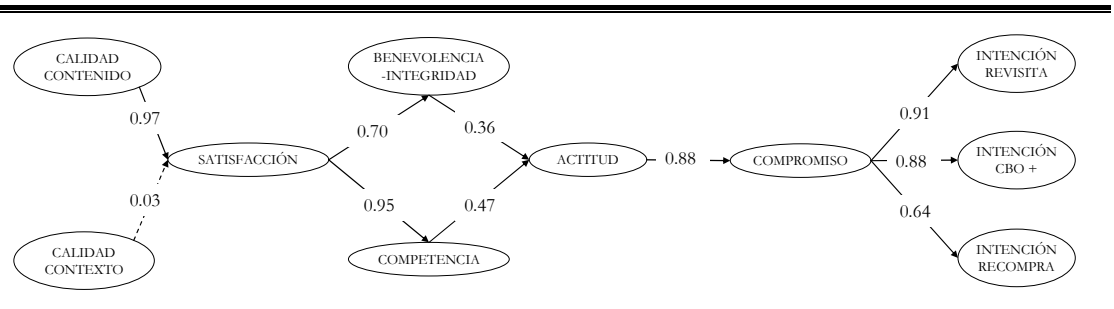 CALIDAD
CONTENIDO
0.97
SATISFACCIÓN
0.03
CALIDAD
CONTEXTO
BENEVOLENCIA
-INTEGRIDAD
0.70
0.36
0.95
0.47
COMPETENCIA
ACTITUD
0.88
COMPROMISO
INTENCIÓN
REVISITA
0.91
0.88
INTENCIÓN
CBO +
0.64
INTENCIÓN
RECOMPRA